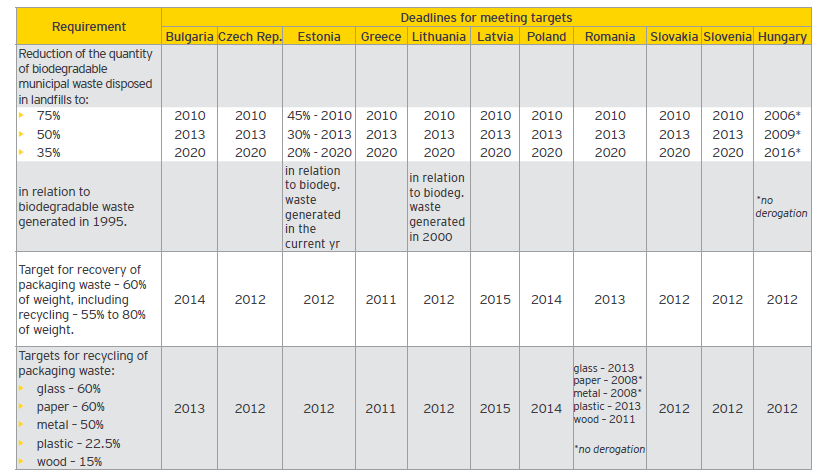 Requirement
Deadlines for meeting targets
Bulgaria Czech Rep. Estonia Greece Lithuania Latvia Poland Romania Slovakia Slovenia Hungary
Reduction of the quantity
of biodegradable
municipal waste disposed
in landfills to:
75% 2010 2010 45% - 2010 2010 2010 2010 2010 2010 2010 2010 2006*
50% 2013 2013 30% - 2013 2013 2013 2013 2013 2013 2013 2013 2009*
35% 2020 2020 20% - 2020 2020 2020 2020 2020 2020 2020 2020 2016*
in relation to
biodegradable waste
generated in 1995.
in relation
to biodeg.
waste
generated
in the
current yr
in relation
to biodeg.
waste
generated
in 2000
*no
derogation
Target for recovery of
packaging waste – 60%
of weight, including
recycling – 55% to 80%
of weight.
2014 2012 2012 2011 2012 2015 2014 2013 2012 2012 2012
Targets for recycling of
packaging waste:
glass – 60%
paper – 60%
metal – 50%
plastic – 22.5%
wood – 15%
2013 2012 2012 2011 2012 2015 2014
glass – 2013
paper – 2008*
metal – 2008*
plastic – 2013
wood – 2011
*no derogation
2012 2012 2012